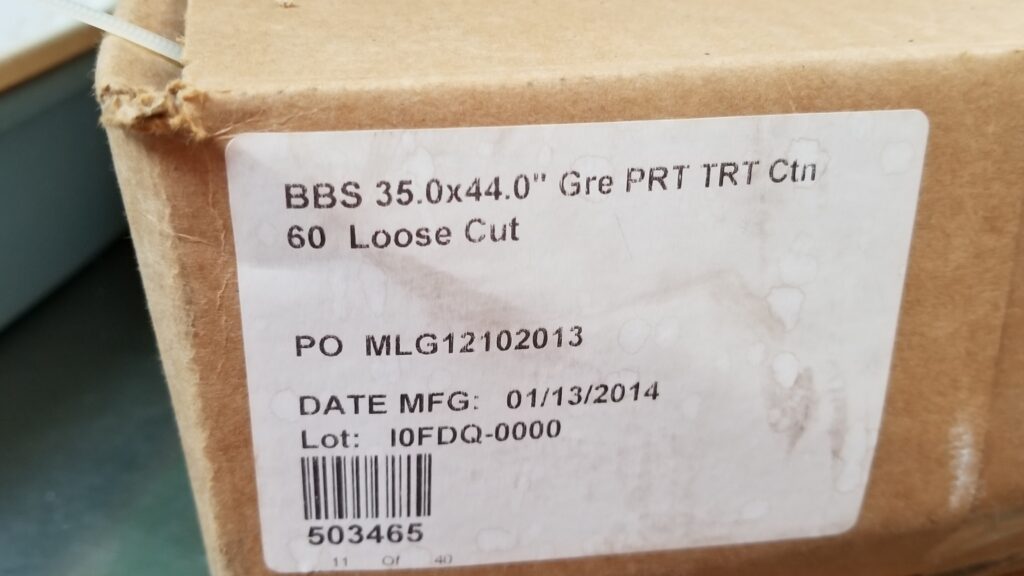 BBS 35.0x44.0" Gre PRT TRT Ctn
60 Loose Cut
PO MLG12102013
DATE MFG: 01/13/2014
Lot: I0FDQ-0000
503465
11 Of 40